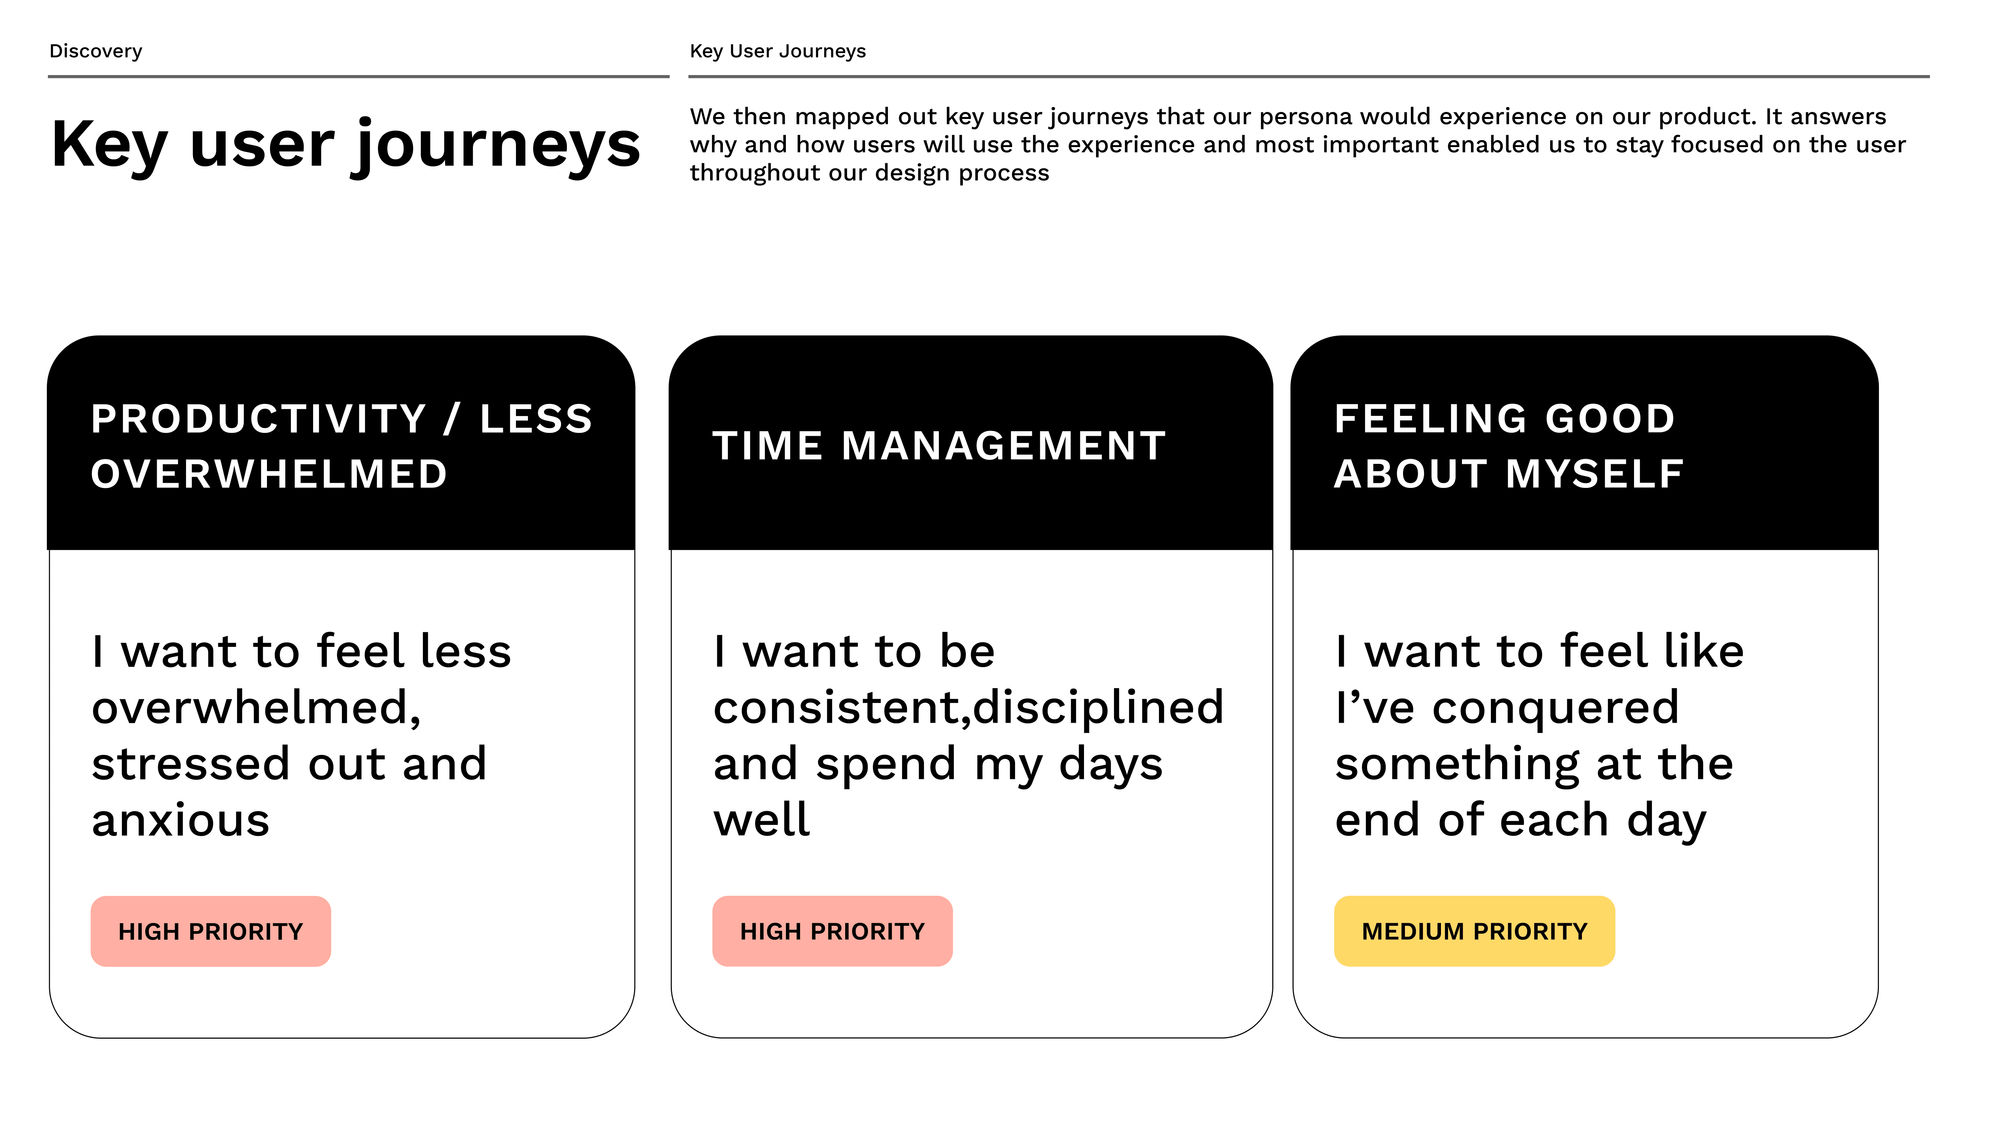 Discovery
Key User Journeys
Key user journeys
We then mapped out key user journeys that our persona would experience on our product. It answers
why and how users will use the experience and most important enabled us to stay focused on the user
throughout our design process
PRODUCTIVITY / LESS
OVERWHELMED
I want to feel less
overwhelmed,
stressed out and
anxious
HIGH PRIORITY
TIME MANAGEMENT
I want to be
consistent,disciplined
and spend my days
well
HIGH PRIORITY
FEELING GOOD
ABOUT MYSELF
I want to feel like
I’ve conquered
something at the
end of each day
MEDIUM PRIORITY